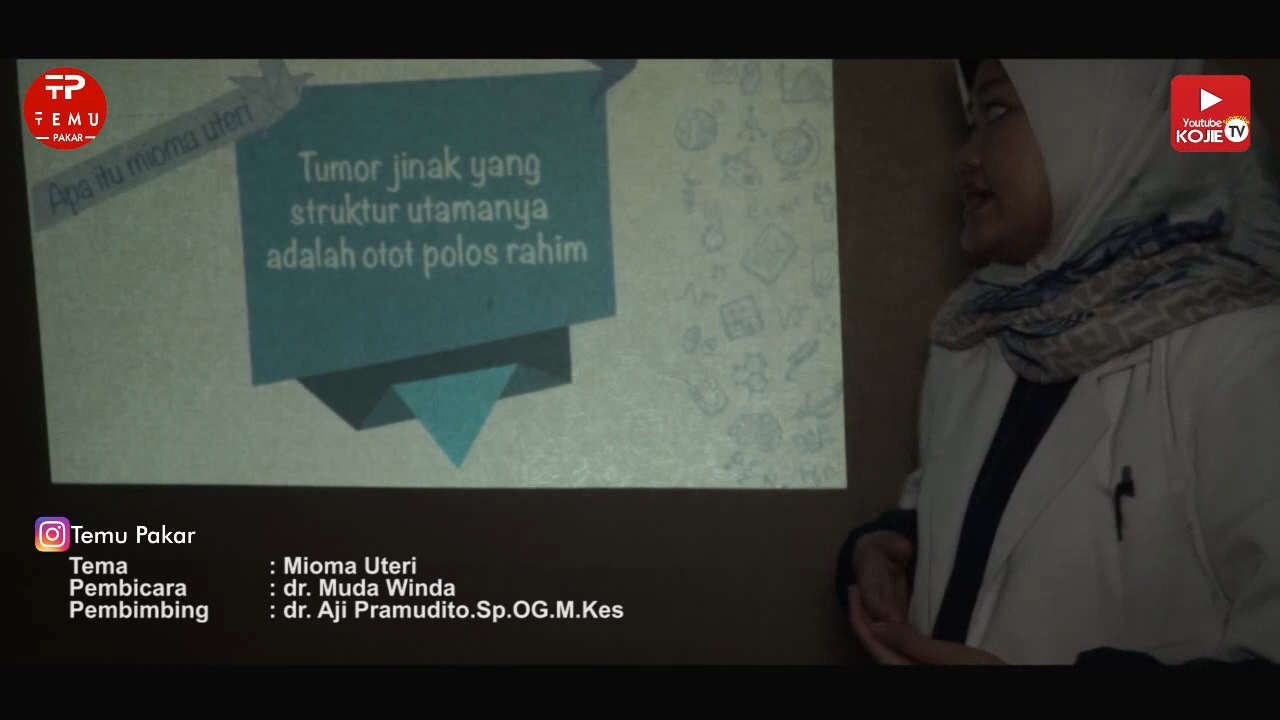 TP
TEMU
PAKAR
Youtube
KOJIE TV
Apa itu mioma uteri
Tumor jinak yang
struktur utamanya
adalah otot polos rahim
Temu Pakar
Tema : Mioma Uteri
Pembicara : dr. Muda Winda
Pembimbing : dr. Aji Pramudito.Sp.OG.M.Kes